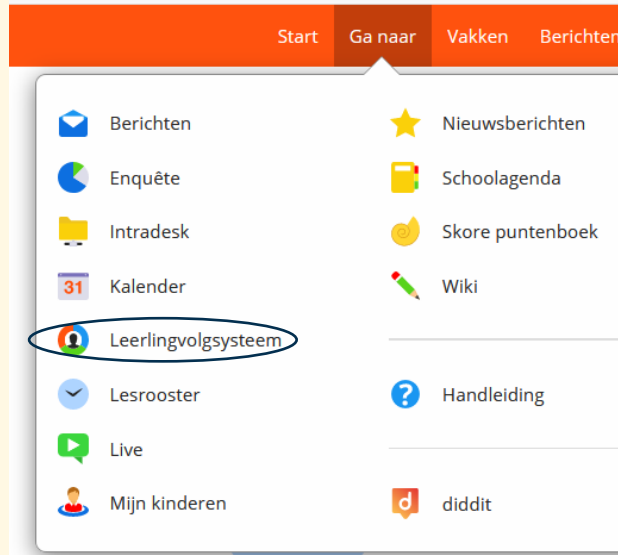 Start Ga naar Vakken Berichten
Berichten
Enquête
Intradesk
31 Kalender
Leerlingvolgsysteem
Lesrooster
Live
Mijn kinderen
Nieuwsberichten
Schoolagenda
Skore puntenboek
Wiki
? Handleiding
d diddit